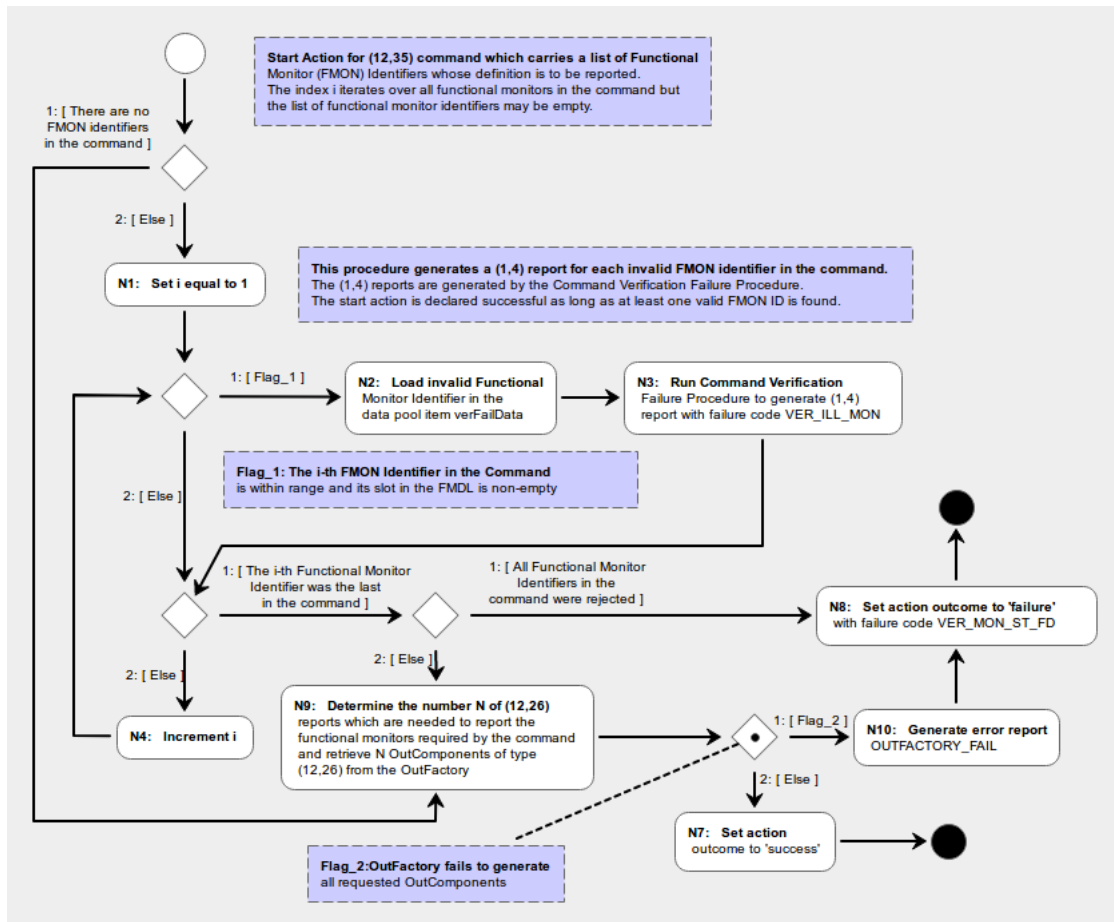 Start Action for (12,35) command which carries a list of Functional
Monitor (FMON) Identifiers whose definition is to be reported.
The index i iterates over all functional monitors in the command but
the list of functional monitor identifiers may be empty.
1: [ There are no
FMON identifiers
in the command ]
2: [ Else ]
N1: Set i equal to 1
This procedure generates a (1,4) report for each invalid FMON identifier in the command.
The (1,4) reports are generated by the Command Verification Failure Procedure.
The start action is declared successful as long as at least one valid FMON ID is found.
1: [ Flag_1 ]
N2: Load invalid Functional
Monitor Identifier in the
data pool item verFailData
N3: Run Command Verification
Failure Procedure to generate (1,4)
report with failure code VER_ILL_MON
Flag_1: The i-th FMON Identifier in the Command
is within range and its slot in the FMDL is non-empty
2: [ Else ]
1: [ The i-th Functional Monitor
Identifier was the last
in the command ]
1: [ All Functional Monitor
Identifiers in the
command were rejected ]
N8: Set action outcome to 'failure'
with failure code VER_MON_ST_FD
2: [ Else ]
2: [ Else ]
N4: Increment i
N9: Determine the number N of (12,26)
reports which are needed to report the
functional monitors required by the command
and retrieve N OutComponents of type
(12,26) from the OutFactory
1: [ Flag_2 ]
N10: Generate error report
OUTFACTORY_FAIL
2: [ Else ]
N7: Set action
outcome to 'success'
Flag_2:OutFactory fails to generate
all requested OutComponents